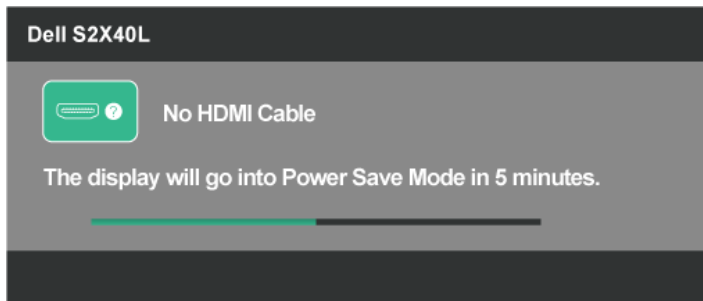 Dell S2X40L
?
No HDMI Cable
The display will go into Power Save Mode in 5 minutes.